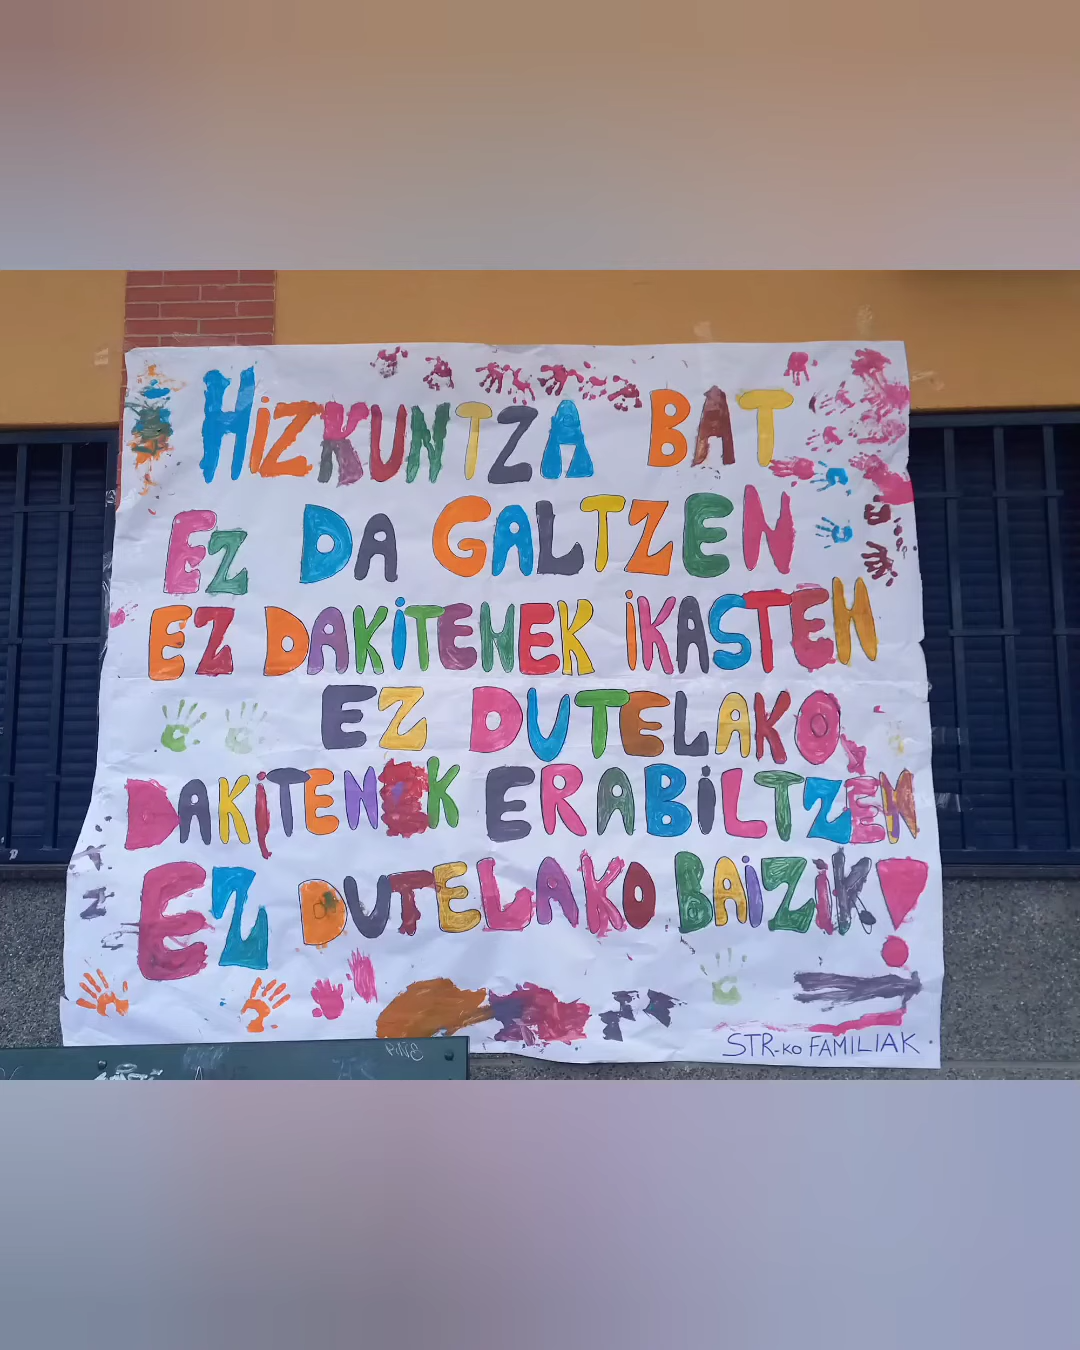 HiZKUNTZA BAT
EZ DA GALTZEN
EZ DAKiTENEK iKASTEN
EZ DUTELAKO
DAKiTENEK ERABiLTZEN
EZ DUTELAKO BAiZiK!
STR-KO FAMILIAK